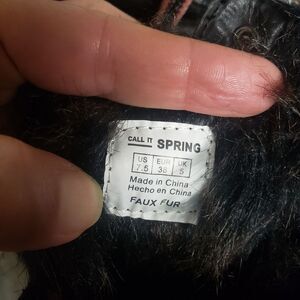 CALL IT SPRING
US EUR UK
7.5 38 5
Made in China
Hecho en China
FAUX FUR